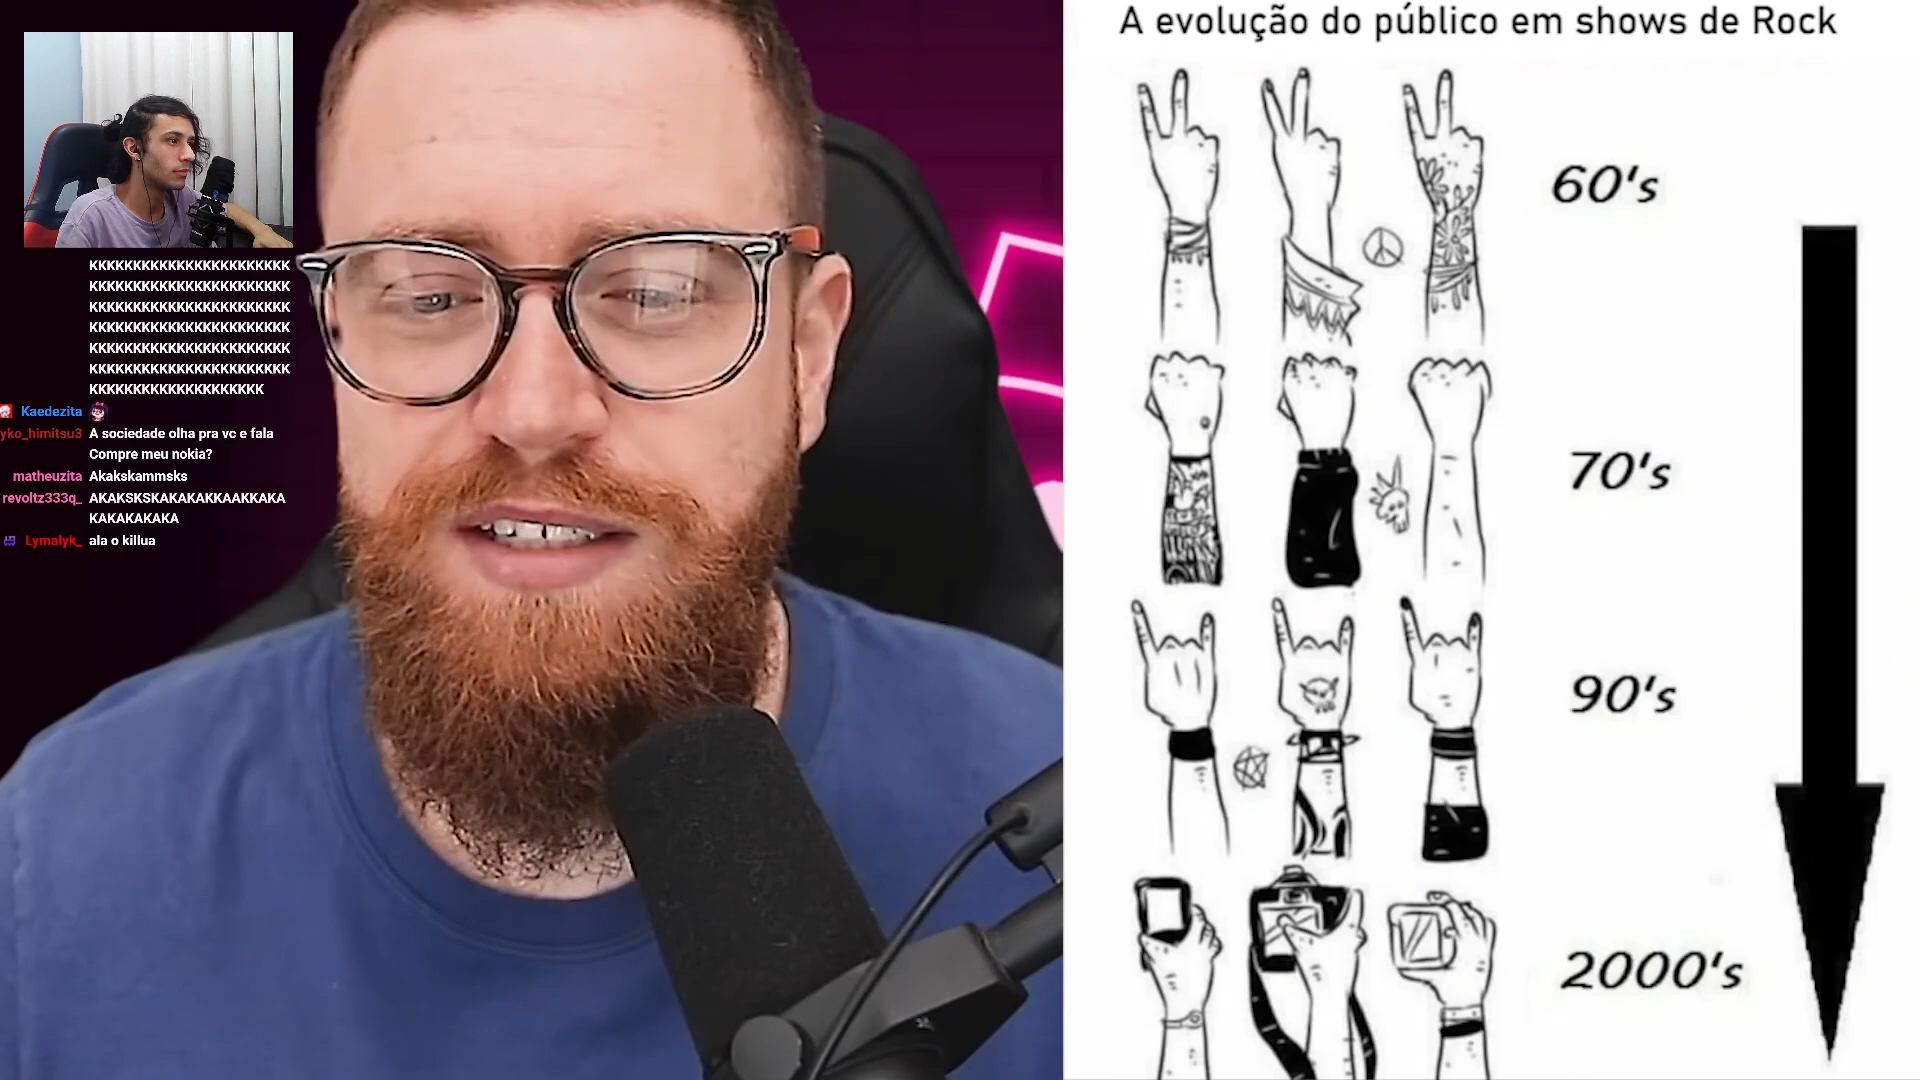 A evolução do público em shows de Rock
60's
70's
90's
2000's
KKKKKKKKKKKKKKKKKKKKKKK
KKKKKKKKKKKKKKKKKKKKKKK
KKKKKKKKKKKKKKKKKKKKKKK
KKKKKKKKKKKKKKKKKKKKKKK
KKKKKKKKKKKKKKKKKKKKKKK
KKKKKKKKKKKKKKKKKKKKKKK
KKKKKKKKKKKKKKKKKKKK
Kaedezita
yko_himitsu3 A sociedade olha pra vc e fala
Compre meu nokia?
matheuzita Akakskammsks
revoltz333q_ AKAKSKSKAKAKAKKAAKKAKA
KAKAKAKAKA
Lymalyk_ ala o killua